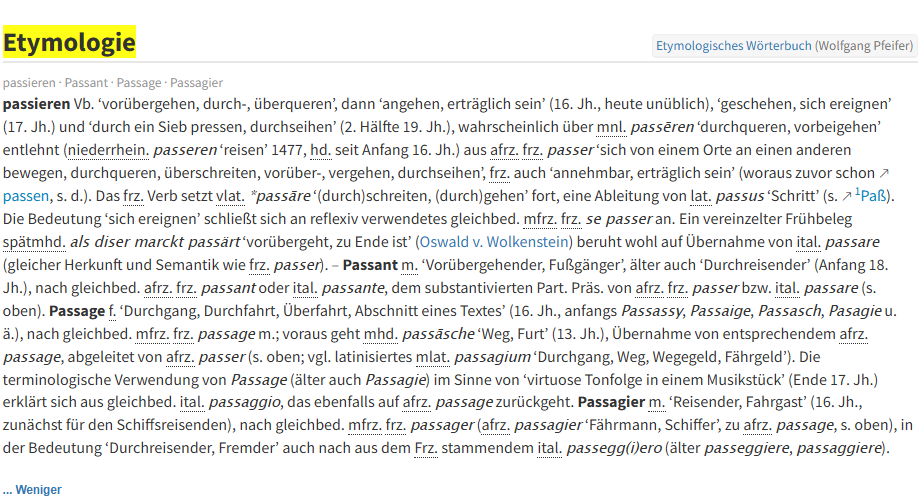 Etymologie
Etymologisches Wörterbuch (Wolfgang Pfeifer)
passieren · Passant · Passage · Passagier
passieren Vb. ‘vorübergehen, durch-, überqueren’, dann ‘angehen, erträglich sein’ (16. Jh., heute unüblich), ‘geschehen, sich ereignen’
(17. Jh.) und ‘durch ein Sieb pressen, durchseihen’ (2. Hälfte 19. Jh.), wahrscheinlich über mnl. passēren ‘durchqueren, vorbeigehen’
entlehnt (niederrhein. passeren ‘reisen’ 1477, hd. seit Anfang 16. Jh.) aus afrz. frz. passer ‘sich von einem Orte an einen anderen
bewegen, durchqueren, überschreiten, vorüber-, vergehen, durchseihen’, frz. auch ‘annehmbar, erträglich sein’ (woraus zuvor schon ↗
passen, s. d.). Das frz. Verb setzt vlat. *passāre ‘(durch)schreiten, (durch)gehen’ fort, eine Ableitung von lat. passus ‘Schritt’ (s. ↗ ¹Paß).
Die Bedeutung ‘sich ereignen’ schließt sich an reflexiv verwendetes gleichbed. mfrz. frz. se passer an. Ein vereinzelter Frühbeleg
spätmhd. als diser marckt passärt ‘vorübergeht, zu Ende ist’ (Oswald v. Wolkenstein) beruht wohl auf Übernahme von ital. passare
(gleicher Herkunft und Semantik wie frz. passer). – Passant m. ‘Vorübergehender, Fußgänger’, älter auch ‘Durchreisender’ (Anfang 18.
Jh.), nach gleichbed. afrz. frz. passant oder ital. passante, dem substantivierten Part. Präs. von afrz. frz. passer bzw. ital. passare (s.
oben). Passage f. ‘Durchgang, Durchfahrt, Überfahrt, Abschnitt eines Textes’ (16. Jh., anfangs Passassy, Passaige, Passasch, Pasagie u.
ä.), nach gleichbed. mfrz. frz. passage m.; voraus geht mhd. passāsche ‘Weg, Furt’ (13. Jh.), Übernahme von entsprechendem afrz.
passage, abgeleitet von afrz. passer (s. oben; vgl. latinisiertes mlat. passagium ‘Durchgang, Weg, Wegegeld, Fährgeld’). Die
terminologische Verwendung von Passage (älter auch Passagie) im Sinne von ‘virtuose Tonfolge in einem Musikstück’ (Ende 17. Jh.)
erklärt sich aus gleichbed. ital. passaggio, das ebenfalls auf afrz. passage zurückgeht. Passagier m. ‘Reisender, Fahrgast’ (16. Jh.,
zunächst für den Schiffsreisenden), nach gleichbed. mfrz. frz. passager (afrz. passagier ‘Fährmann, Schiffer’, zu afrz. passage, s. oben), in
der Bedeutung ‘Durchreisender, Fremder’ auch nach aus dem Frz. stammendem ital. passegg(i)ero (älter passeggiere, passaggiere).
... Weniger